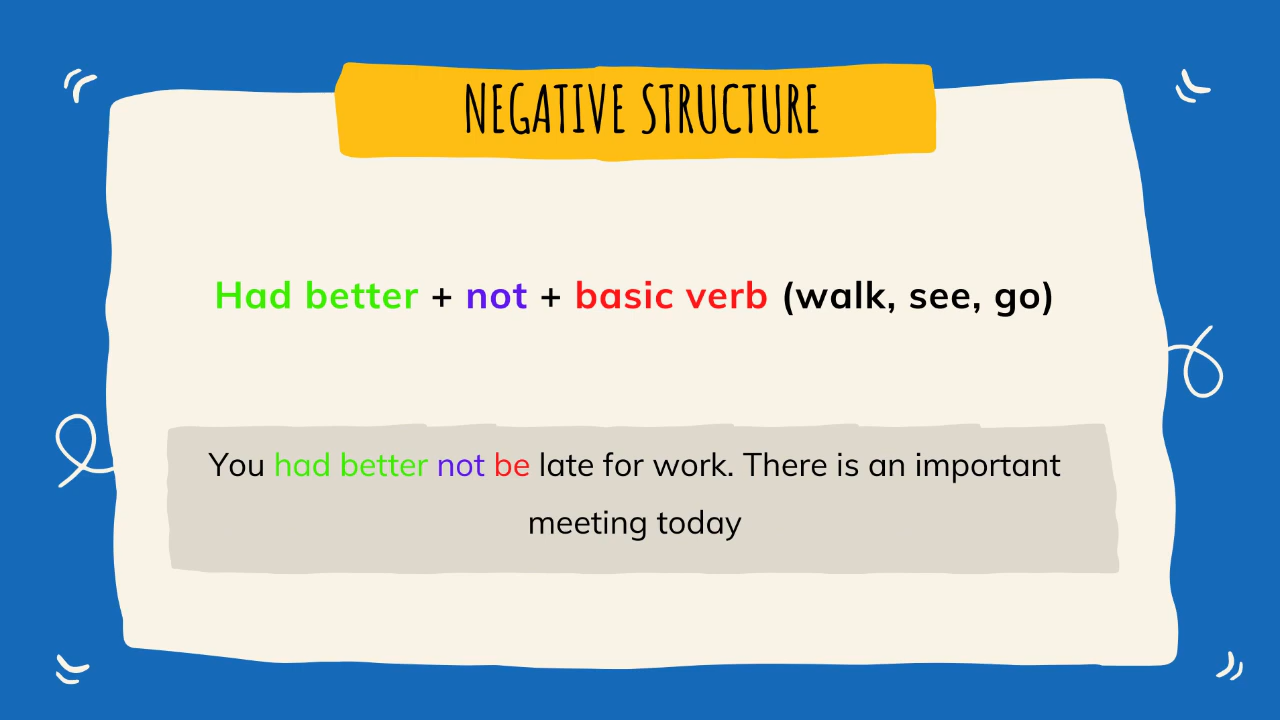 NEGATIVE STRUCTURE
Had better + not + basic verb (walk, see, go)
You had better not be late for work. There is an important
meeting today